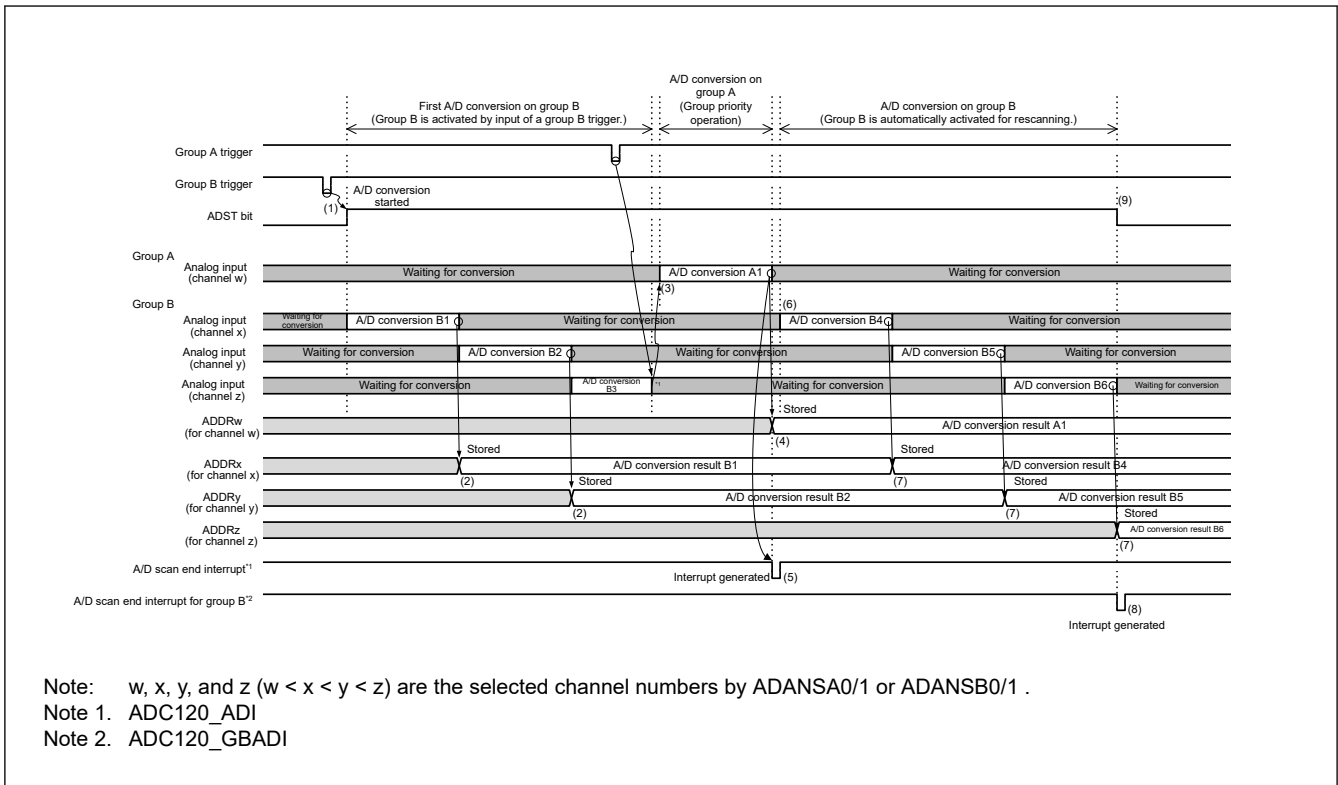 A/D conversion on
group A
(Group priority
operation)
First A/D conversion on group B
(Group B is activated by input of a group B trigger.)
A/D conversion on group B
(Group B is automatically activated for rescanning.)
Group A trigger
Group B trigger
A/D conversion
started
(1)
ADST bit
(9)
Group A
Analog input
(channel w)
Waiting for conversion
A/D conversion A1
Waiting for conversion
(3)
Group B
(6)
Analog input
(channel x)
Waiting for
conversion
A/D conversion B1
Waiting for conversion
A/D conversion B4
Waiting for conversion
Analog input
(channel y)
Waiting for conversion
A/D conversion B2
Waiting for conversion
A/D conversion B5
Waiting for conversion
Analog input
(channel z)
Waiting for conversion
A/D conversion
B3
*1
Waiting for conversion
A/D conversion B6
Waiting for conversion
Stored
ADDRw
(for channel w)
A/D conversion result A1
(4)
Stored
Stored
ADDRx
(for channel x)
A/D conversion result B1
A/D conversion result B4
(2)
Stored
(7)
Stored
ADDRy
(for channel y)
A/D conversion result B2
A/D conversion result B5
(2)
(7)
Stored
ADDRz
(for channel z)
A/D conversion result B6
(7)
A/D scan end interrupt*1
Interrupt generated
(5)
A/D scan end interrupt for group B*2
(8)
Interrupt generated
Note: w, x, y, and z (w < x < y < z) are the selected channel numbers by ADANSA0/1 or ADANSB0/1 .
Note 1. ADC120_ADI
Note 2. ADC120_GBADI